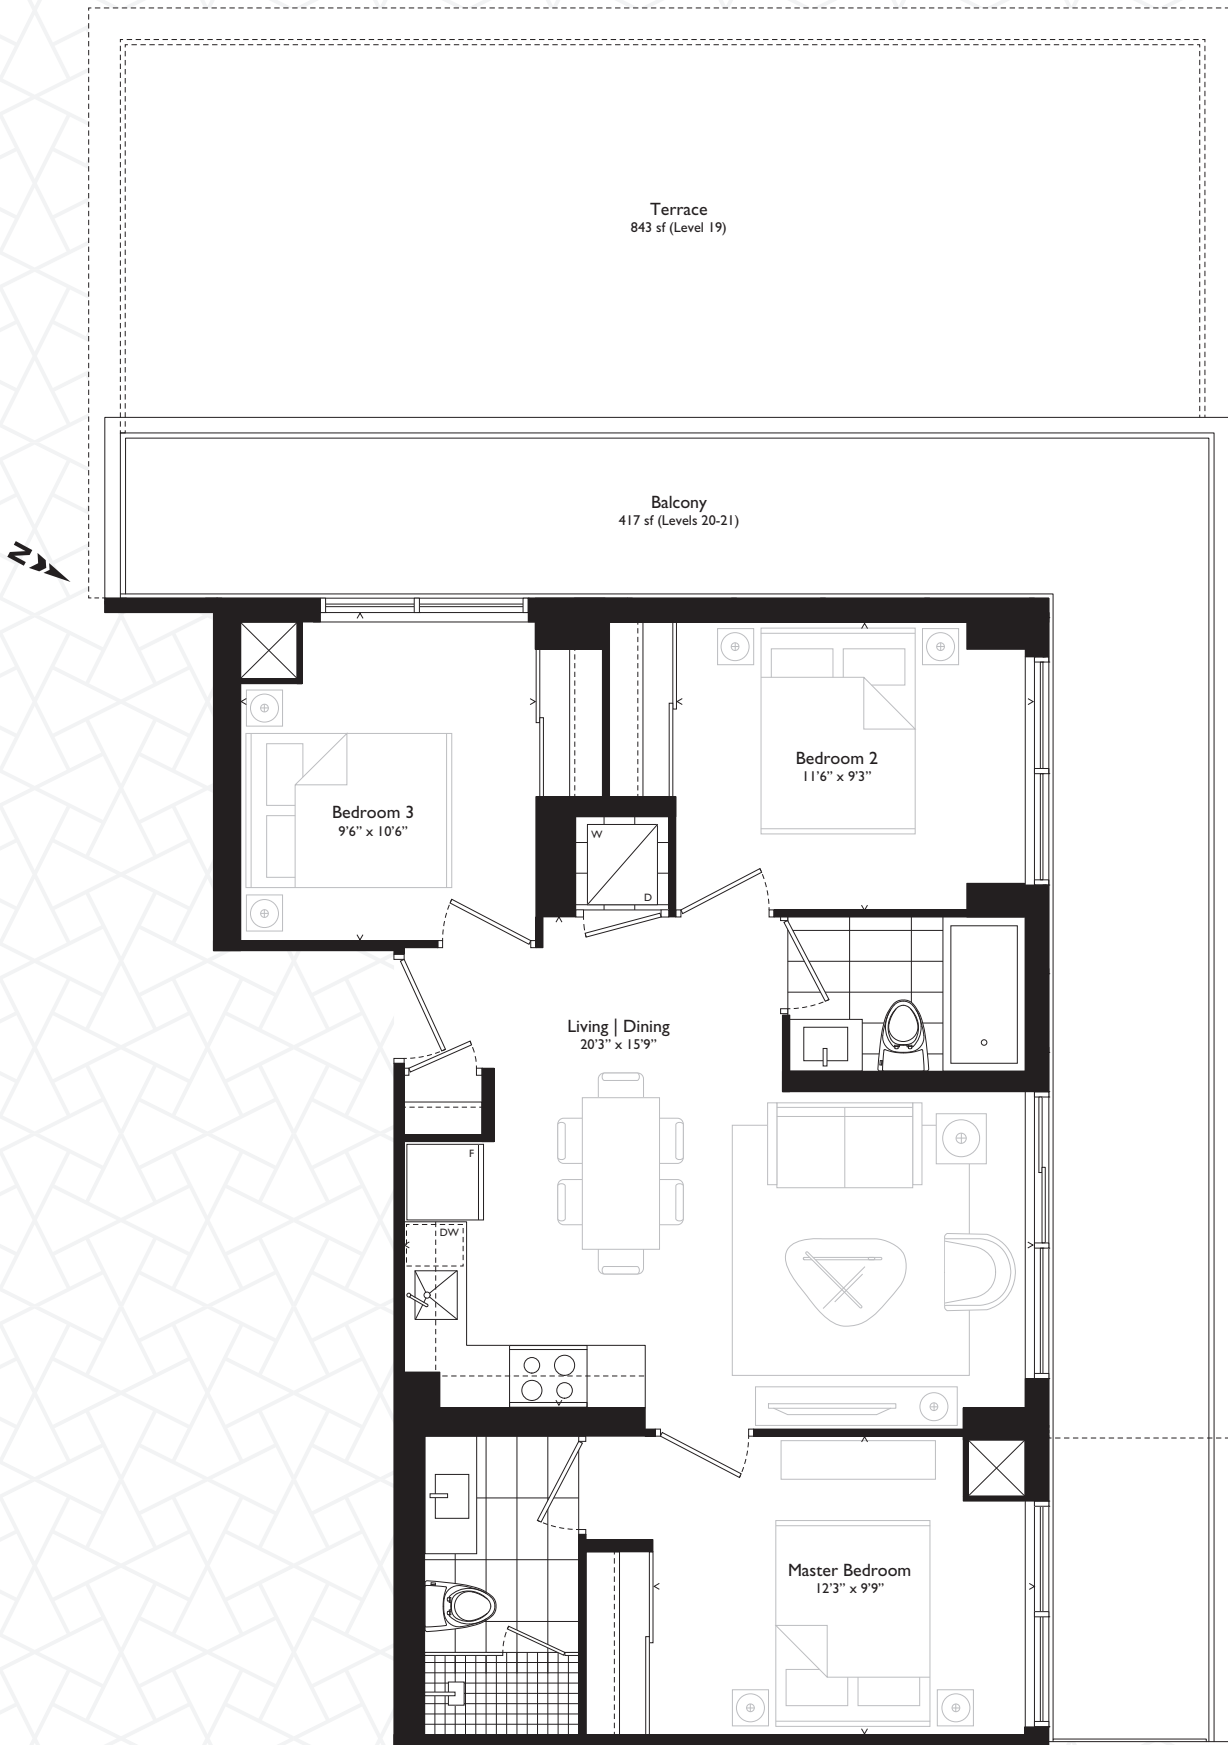 Terrace
843 sf (Level 19)
Balcony
417 sf (Levels 20-21)
N
Bedroom 2
11’6” x 9’3”
Bedroom 3
9’6” x 10’6”
W
D
Living | Dining
20’3” x 15’9”
F
DW
Master Bedroom
12’3” x 9’9”